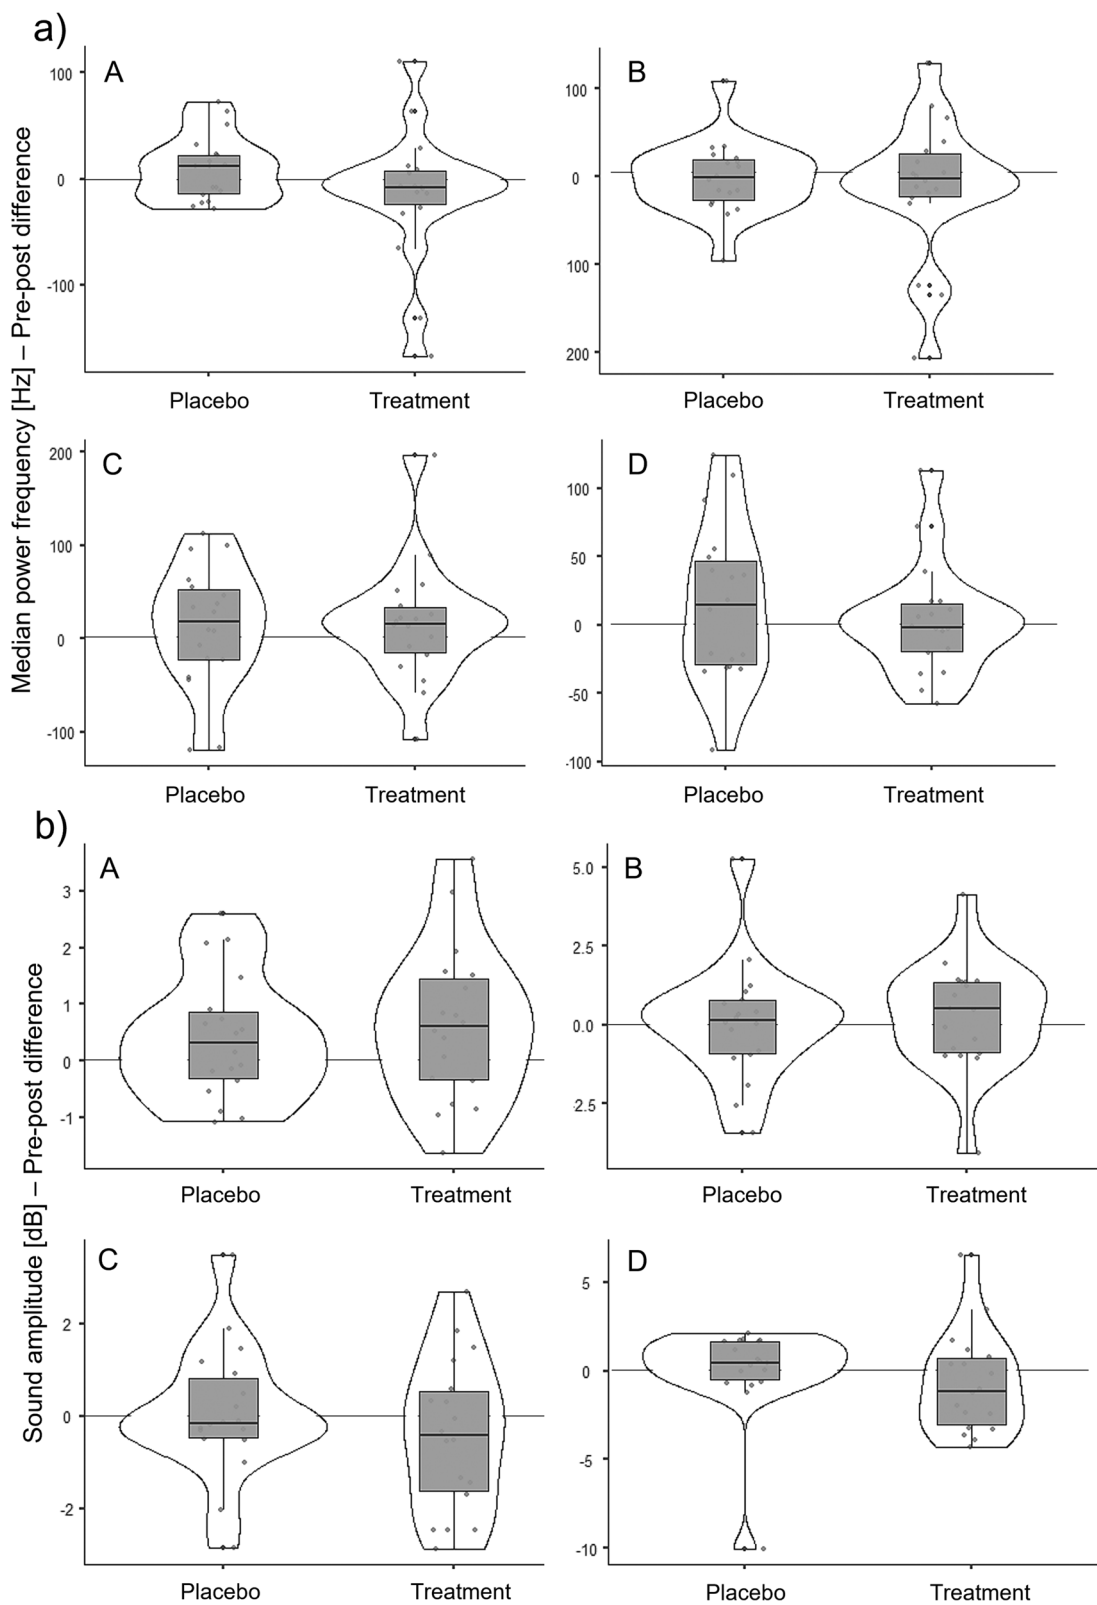 a)
Median power frequency [Hz] – Pre-post difference
A
100
0
-100
Placebo
Treatment
B
100
0
100
200
Placebo
Treatment
C
200
100
0
-100
Placebo
Treatment
D
100
50
0
-50
-100
Placebo
Treatment
b)
Sound amplitude [dB] – Pre-post difference
A
3
2
1
0
-1
Placebo
Treatment
B
5.0
2.5
0.0
2.5
Placebo
Treatment
C
2
0
-2
Placebo
Treatment
D
5
0
-5
-10
Placebo
Treatment